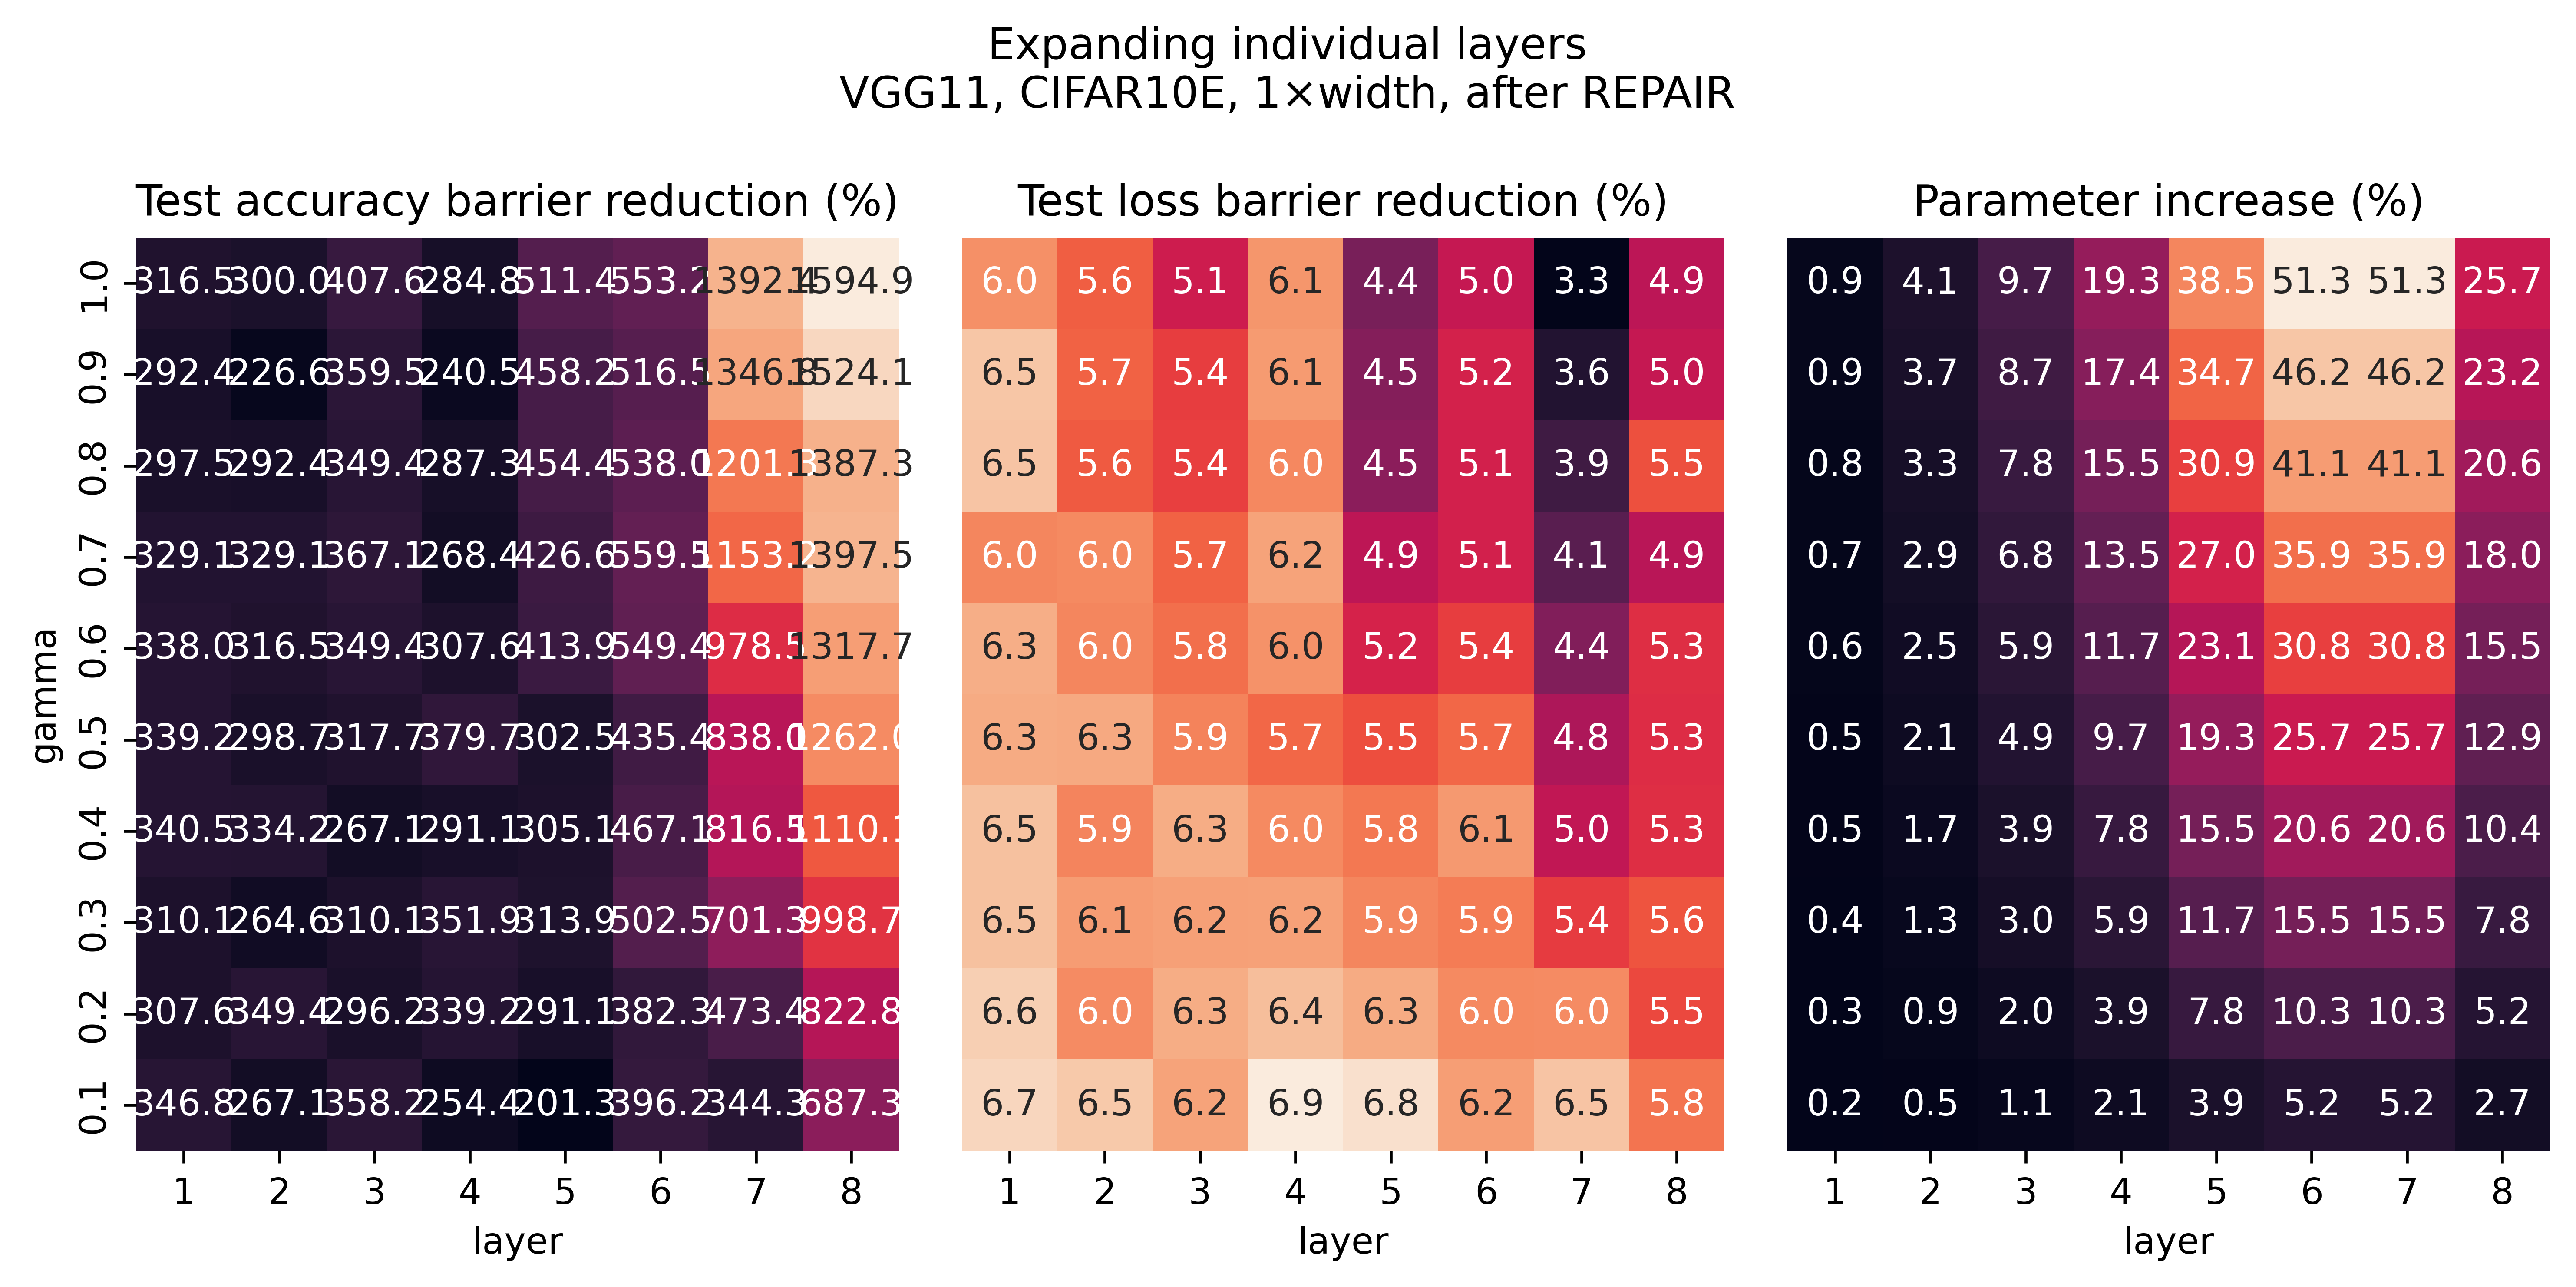 Expanding individual layers
VGG11, CIFAR10E, 1×width, after REPAIR
Test accuracy barrier reduction (%)
1.0 316.5 300.0 407.6 284.8 511.4 553.2 1392.4 1594.9
0.9 292.4 226.6 359.5 240.5 458.2 516.5 1346.8 1524.1
0.8 297.5 292.4 349.4 287.3 454.4 538.0 1201.3 1387.3
0.7 329.1 329.1 367.1 268.4 426.6 559.5 1153.2 1397.5
0.6 338.0 316.5 349.4 307.6 413.9 549.4 978.5 1317.7
0.5 339.2 298.7 317.7 379.7 302.5 435.4 838.0 1262.0
0.4 340.5 334.2 267.1 291.1 305.1 467.1 816.5 1110.1
0.3 310.1 264.6 310.1 351.9 313.9 502.5 701.3 998.7
0.2 307.6 349.4 296.2 339.2 291.1 382.3 473.4 822.8
0.1 346.8 267.1 358.2 254.4 201.3 396.2 344.3 687.3
gamma
1 2 3 4 5 6 7 8
layer
Test loss barrier reduction (%)
6.0 5.6 5.1 6.1 4.4 5.0 3.3 4.9
6.5 5.7 5.4 6.1 4.5 5.2 3.6 5.0
6.5 5.6 5.4 6.0 4.5 5.1 3.9 5.5
6.0 6.0 5.7 6.2 4.9 5.1 4.1 4.9
6.3 6.0 5.8 6.0 5.2 5.4 4.4 5.3
6.3 6.3 5.9 5.7 5.5 5.7 4.8 5.3
6.5 5.9 6.3 6.0 5.8 6.1 5.0 5.3
6.5 6.1 6.2 6.2 5.9 5.9 5.4 5.6
6.6 6.0 6.3 6.4 6.3 6.0 6.0 5.5
6.7 6.5 6.2 6.9 6.8 6.2 6.5 5.8
1 2 3 4 5 6 7 8
layer
Parameter increase (%)
0.9 4.1 9.7 19.3 38.5 51.3 51.3 25.7
0.9 3.7 8.7 17.4 34.7 46.2 46.2 23.2
0.8 3.3 7.8 15.5 30.9 41.1 41.1 20.6
0.7 2.9 6.8 13.5 27.0 35.9 35.9 18.0
0.6 2.5 5.9 11.7 23.1 30.8 30.8 15.5
0.5 2.1 4.9 9.7 19.3 25.7 25.7 12.9
0.5 1.7 3.9 7.8 15.5 20.6 20.6 10.4
0.4 1.3 3.0 5.9 11.7 15.5 15.5 7.8
0.3 0.9 2.0 3.9 7.8 10.3 10.3 5.2
0.2 0.5 1.1 2.1 3.9 5.2 5.2 2.7
1 2 3 4 5 6 7 8
layer